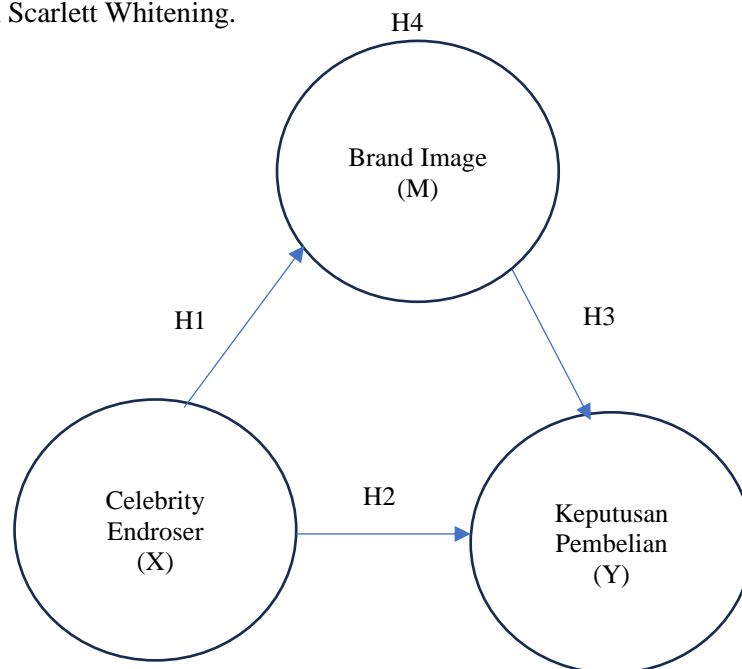 Scarlett Whitening.
H4
Brand Image
(M)
H1
H3
Celebrity
Endroser
(X)
H2
Keputusan
Pembelian
(Y)